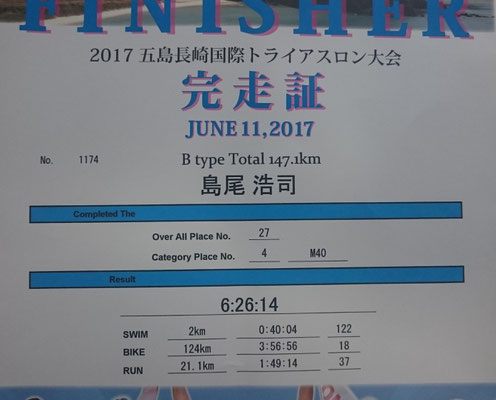 FINISHER
2017 五島長崎国際トライアスロン大会
完走証
JUNE 11, 2017
No. 1174 B type Total 147.1km
島尾 浩司
Completed The
Over All Place No. 27
Category Place No. 4 M40
Result
6:26:14
SWIM 2km 0:40:04 122
BIKE 124km 3:56:56 18
RUN 21.1km 1:49:14 37